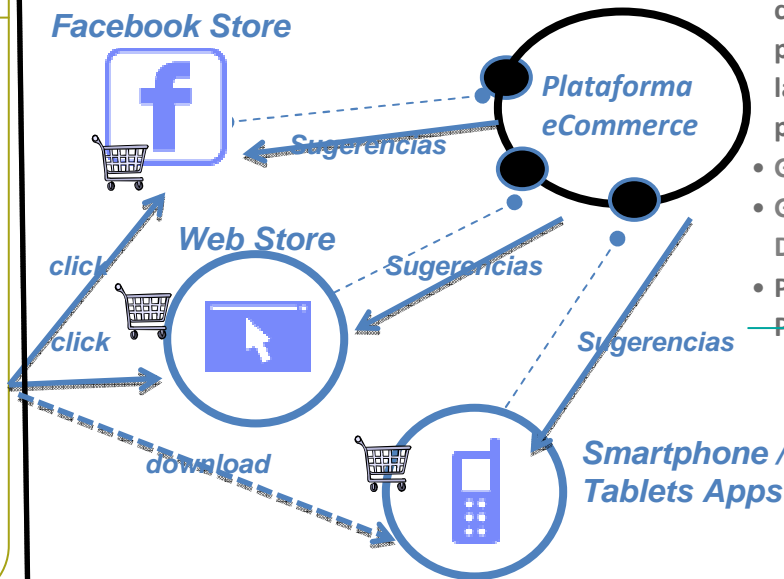 Facebook Store
Plataforma
eCommerce
Sugerencias
Web Store
click
Sugerencias
click
Sugerencias
download
Smartphone /
Tablets Apps